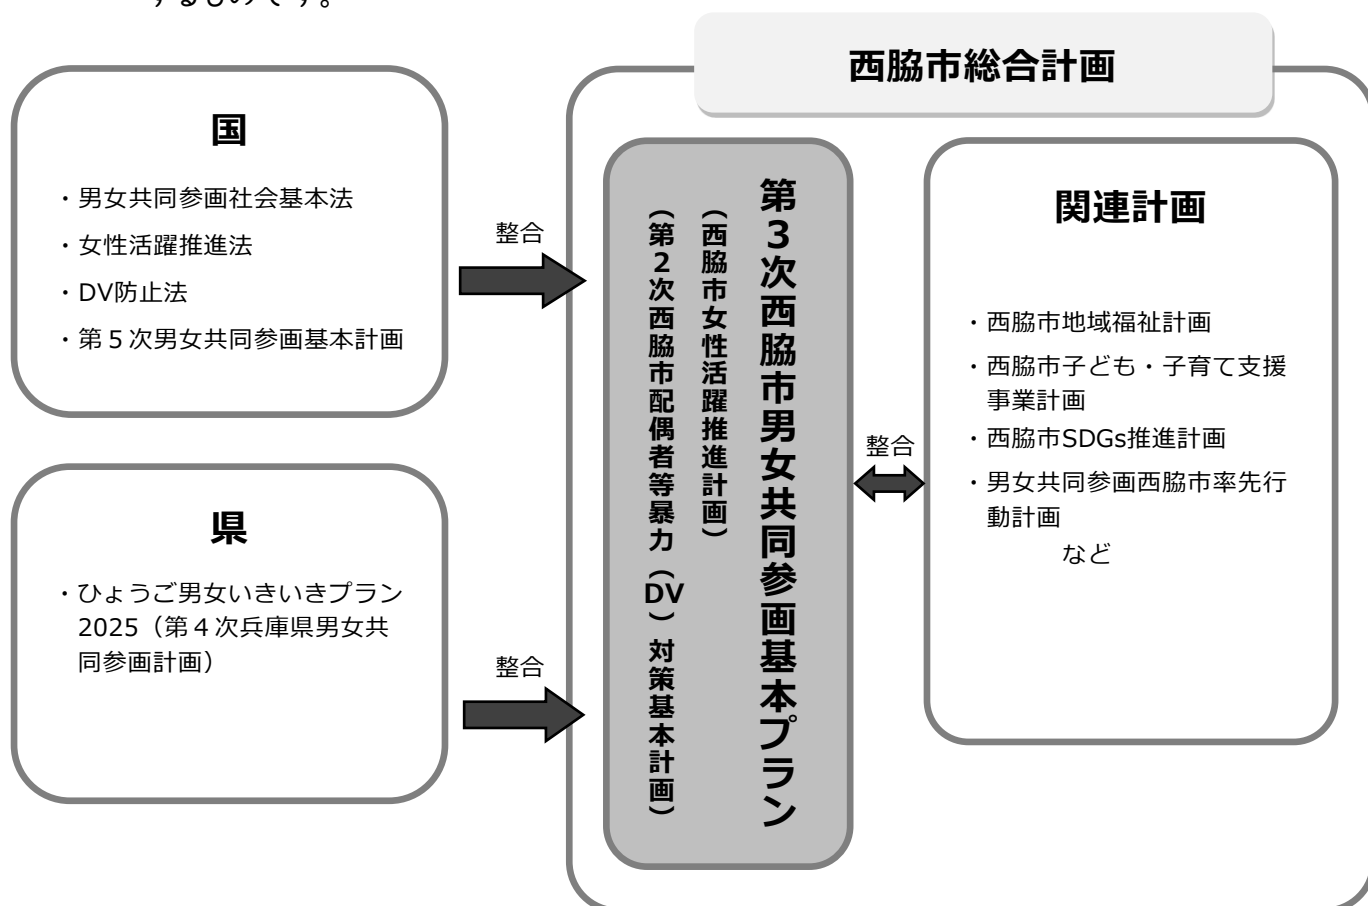 するものです。
西脇市総合計画
国
・男女共同参画社会基本法
・女性活躍推進法
・DV防止法
・第５次男女共同参画基本計画
整合
県
・ひょうご男女いきいきプラン
2025（第４次兵庫県男女共
同参画計画）
整合
第３次西脇市男女共同参画基本プラン
（西脇市女性活躍推進計画）
（第２次西脇市配偶者等暴力（DV）対策基本計画）
整合
関連計画
・西脇市地域福祉計画
・西脇市子ども・子育て支援
事業計画
・西脇市SDGs推進計画
・男女共同参画西脇市率先行
動計画
など